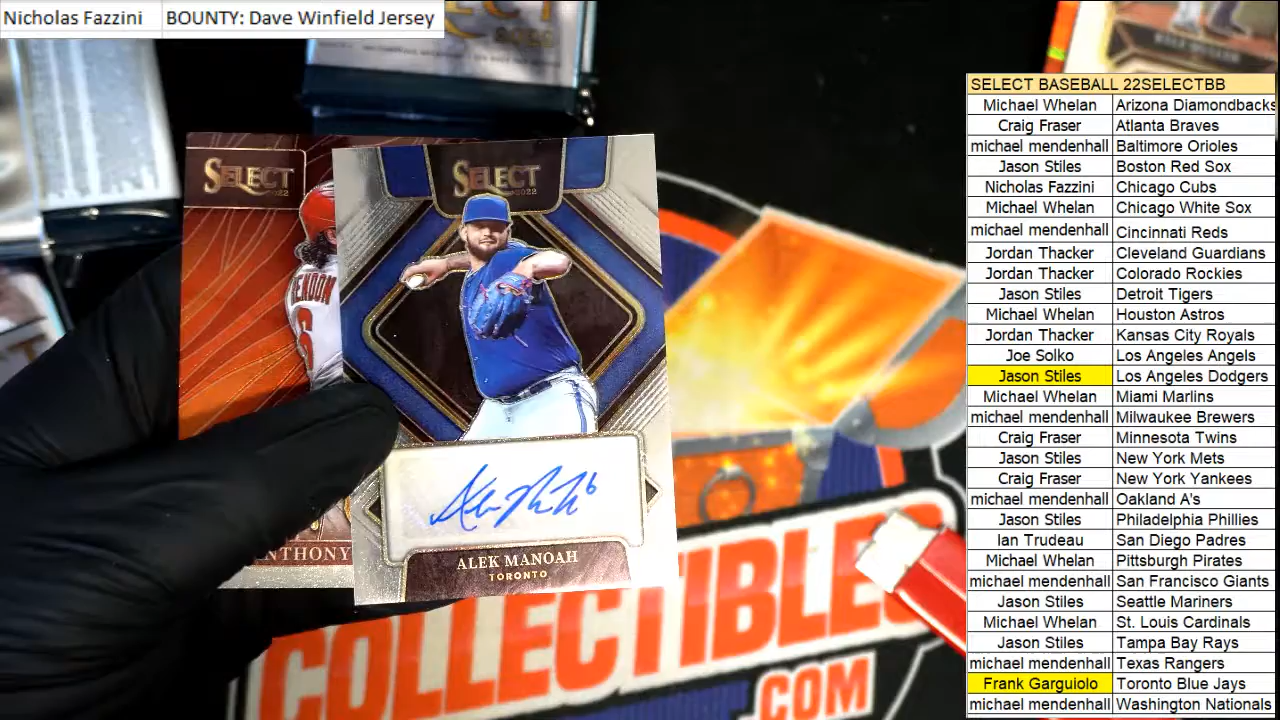 Nicholas Fazzini BOUNTY: Dave Winfield Jersey
2022
SELECT BASEBALL 22SELECTBB
Michael Whelan Arizona Diamondbacks
Craig Fraser Atlanta Braves
michael mendenhall Baltimore Orioles
Jason Stiles Boston Red Sox
Nicholas Fazzini Chicago Cubs
Michael Whelan Chicago White Sox
michael mendenhall Cincinnati Reds
Jordan Thacker Cleveland Guardians
Jordan Thacker Colorado Rockies
Jason Stiles Detroit Tigers
Michael Whelan Houston Astros
Jordan Thacker Kansas City Royals
Joe Solko Los Angeles Angels
Jason Stiles Los Angeles Dodgers
Michael Whelan Miami Marlins
michael mendenhall Milwaukee Brewers
Craig Fraser Minnesota Twins
Jason Stiles New York Mets
Craig Fraser New York Yankees
michael mendenhall Oakland A's
Jason Stiles Philadelphia Phillies
Ian Trudeau San Diego Padres
Michael Whelan Pittsburgh Pirates
michael mendenhall San Francisco Giants
Jason Stiles Seattle Mariners
Michael Whelan St. Louis Cardinals
Jason Stiles Tampa Bay Rays
michael mendenhall Texas Rangers
Frank Garguiolo Toronto Blue Jays
michael mendenhall Washington Nationals
SELECT
2022
ENDON
6
NTHONY
SELECT
2022
6
ALEK MANOAH
TORONTO
COLLECTIBLES
.COM